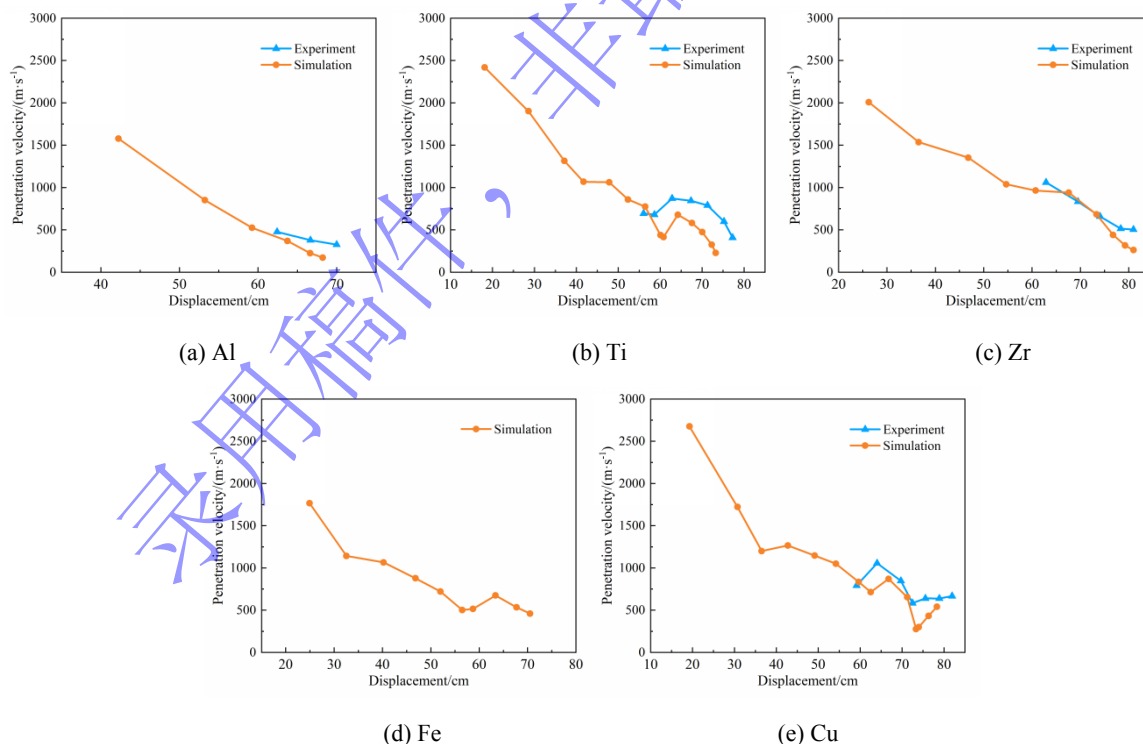 3000
2500
2000
1500
1000
500
0
Penetration velocity/(m·s⁻¹)
Experiment
Simulation
40
50
60
70
Displacement/cm
(a) Al
3000
2500
2000
1500
1000
500
0
Penetration velocity/(m·s⁻¹)
Experiment
Simulation
10
20
30
40
50
60
70
80
Displacement/cm
(b) Ti
3000
2500
2000
1500
1000
500
0
Penetration velocity/(m·s⁻¹)
Experiment
Simulation
20
30
40
50
60
70
80
Displacement/cm
(c) Zr
3000
2500
2000
1500
1000
500
0
Penetration velocity/(m·s⁻¹)
Simulation
20
30
40
50
60
70
80
Displacement/cm
(d) Fe
3000
2500
2000
1500
1000
500
0
Penetration velocity/(m·s⁻¹)
Experiment
Simulation
10
20
30
40
50
60
70
80
Displacement/cm
(e) Cu
录用稿件，非